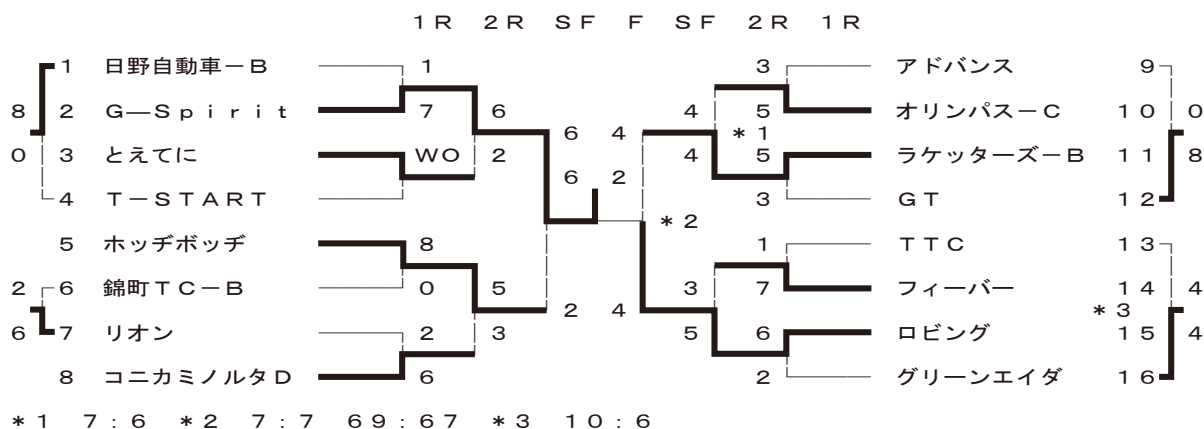 １Ｒ ２Ｒ ＳＦ Ｆ ＳＦ ２Ｒ １Ｒ
１ 日野自動車－Ｂ １ ３ アドバンス ９
８ ２ Ｇ―Ｓｐｉｒｉｔ ７ ６ ４ ５ オリンパス－Ｃ １０ ０
６ ４ ＊１
０ ３ とえてに ＷＯ ２ ４ ５ ラケッターズ－Ｂ １１ ８
６ ２
４ Ｔ－ＳＴＡＲＴ ３ ＧＴ １２
＊２
５ ホッヂボッヂ ８ １ ＴＴＣ １３
２ ６ 錦町ＴＣ－Ｂ ０ ５ ３ ７ フィーバー １４ ４
２ ４ ＊３
６ ７ リオン ２ ３ ５ ６ ロビング １５ ４
８ コニカミノルタＤ ６ ２ グリーンエイダ １６
＊１ ７：６ ＊２ ７：７ ６９：６７ ＊３ １０：６